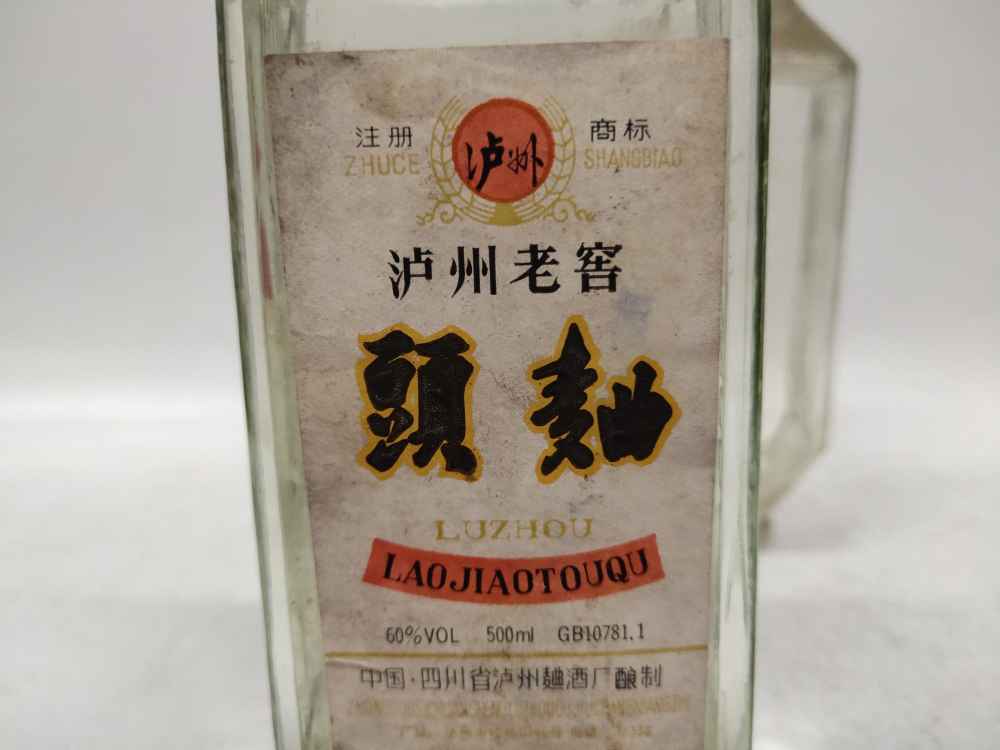 注册 泸州 商标
ZHUCE SHANGBIAO
泸州老窖
頭麯
LUZHOU
LAOJIAOTOUQU
60%VOL 500ml GB10781.1
中国·四川省泸州麯酒厂酿制